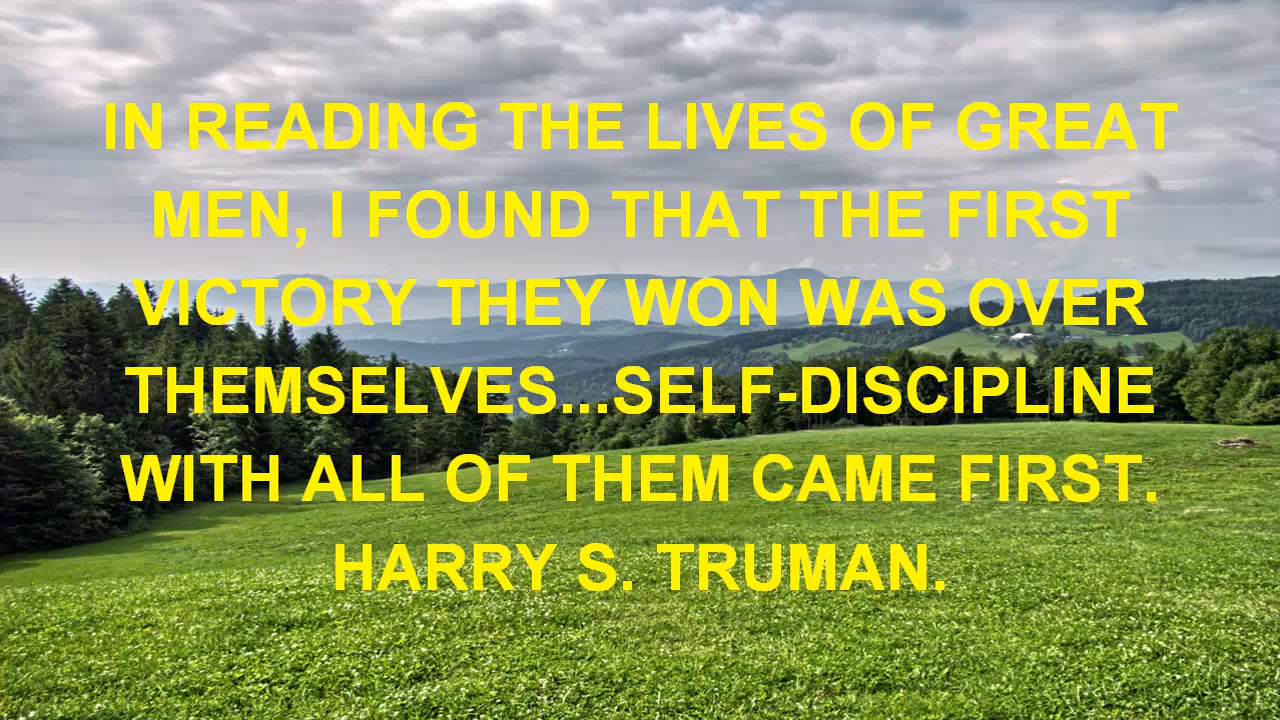 IN READING THE LIVES OF GREAT
MEN, I FOUND THAT THE FIRST
VICTORY THEY WON WAS OVER
THEMSELVES...SELF-DISCIPLINE
WITH ALL OF THEM CAME FIRST.
HARRY S. TRUMAN.